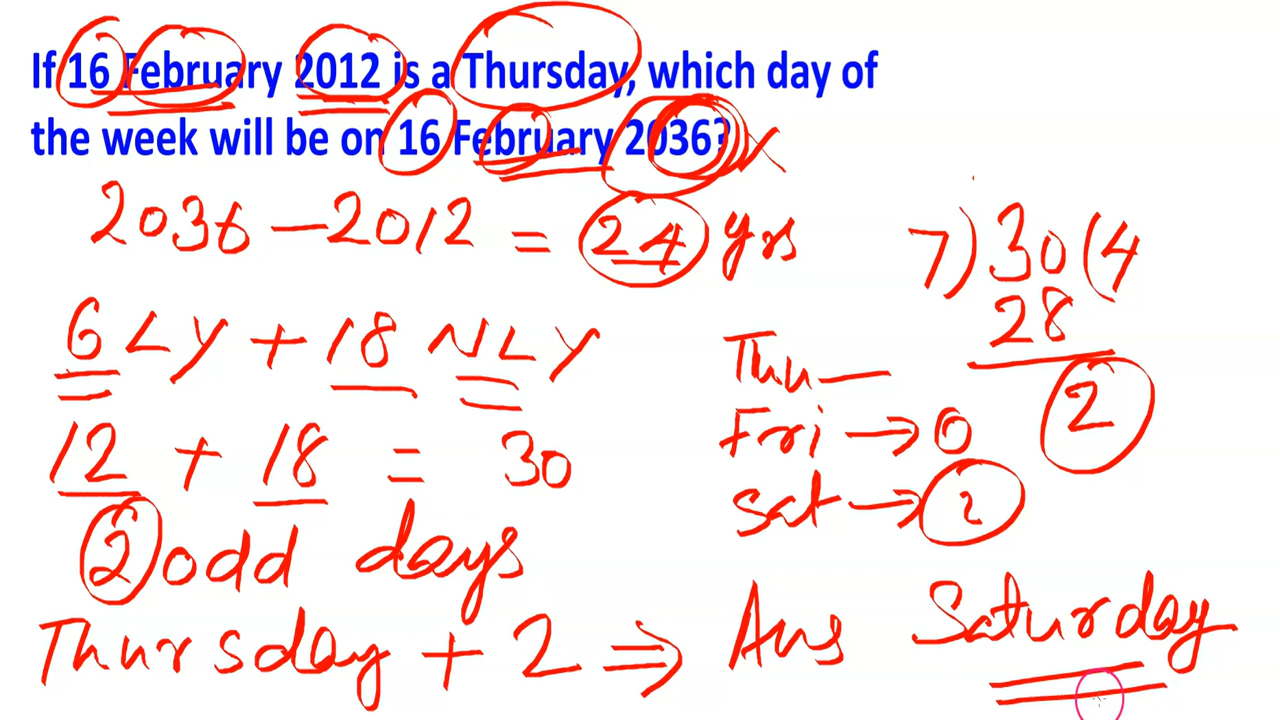 If 16 February 2012 is a Thursday, which day of
the week will be on 16 February 2036?
2036 - 2012 = 24 yrs
6 LY + 18 NLY
12 + 18 = 30
2 odd days
Thursday + 2 ⇒ Ans Saturday
7)30(4
28
2
Thu —
Fri → 0
Sat → 2